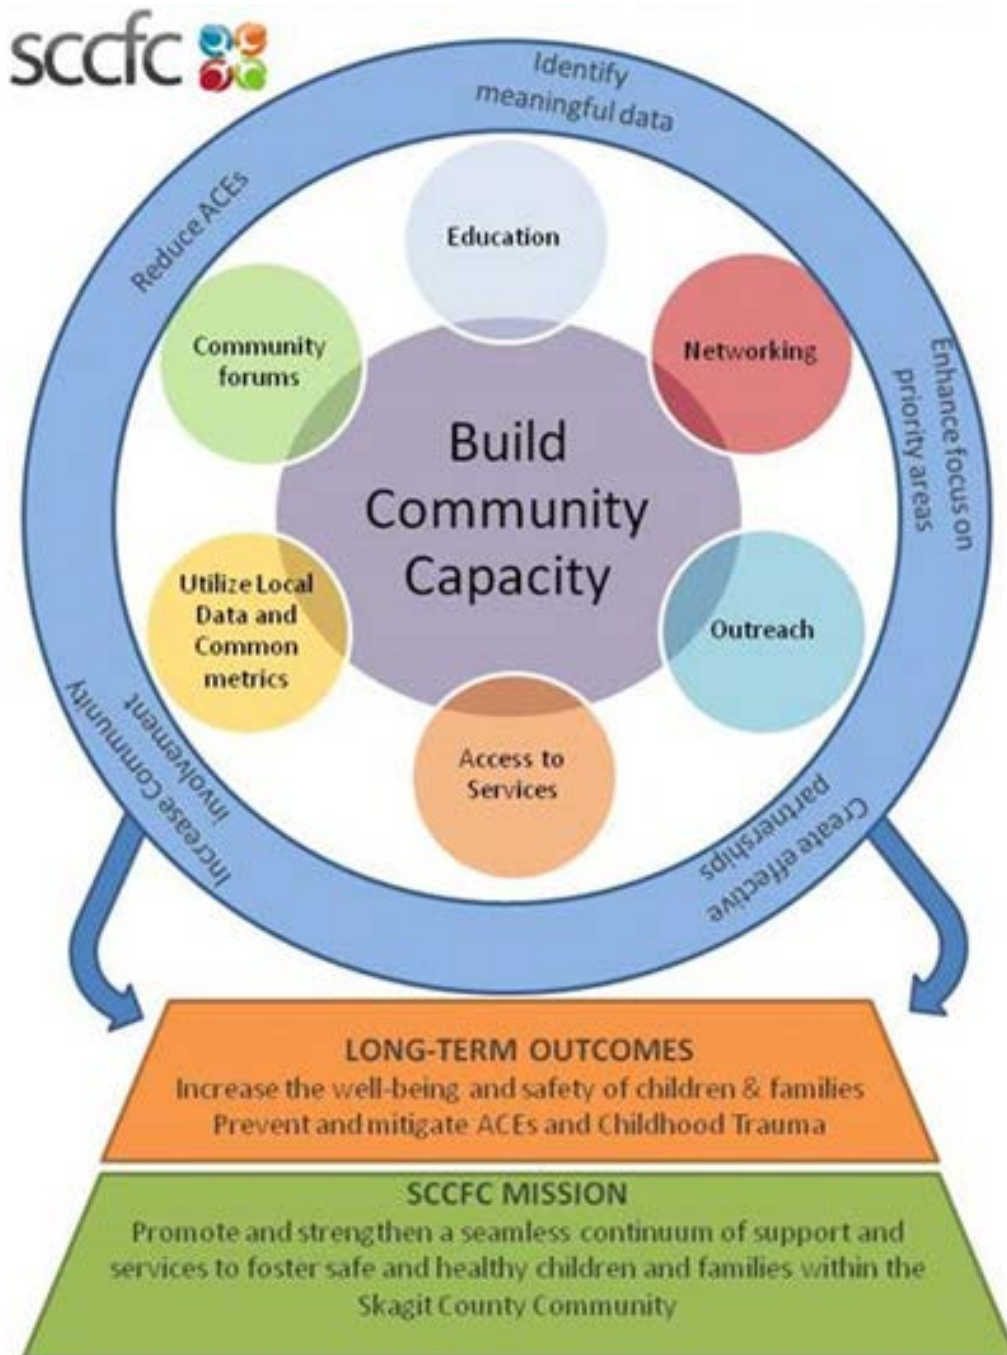 sccfc
Identify
meaningful data
Reduce ACEs
Enhance focus on
priority areas
Create effective
partnerships
Increase Community
involvement
Education
Networking
Community
forums
Build
Community
Capacity
Utilize Local
Data and
Common
metrics
Outreach
Access to
Services
LONG-TERM OUTCOMES
Increase the well-being and safety of children & families
Prevent and mitigate ACEs and Childhood Trauma
SCCFC MISSION
Promote and strengthen a seamless continuum of support and
services to foster safe and healthy children and families within the
Skagit County Community